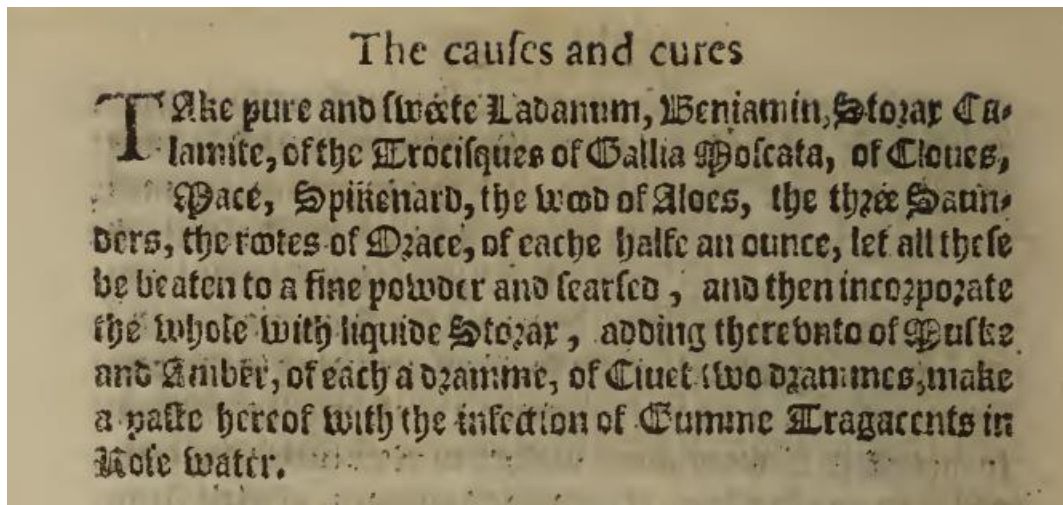 The cauſes and cures
TAke pure and ſweete Ladanum, Beniamin, Storax Ca-
lamite, of the Trociſques of Gallia Moſcata, of Cloues,
Mace, Spikenard, the wood of Aloes, the three Saun-
ders, the rootes of Orace, of eache halfe an ounce, let all theſe
be beaten to a fine powder and ſearſed, and then incorporate
the whole with liquide Storax, adding therevnto of Muſke
and Amber, of each a dramme, of Ciuet two drammes, make
a paſte hereof with the infection of Gumme Tragacents in
Roſe water.